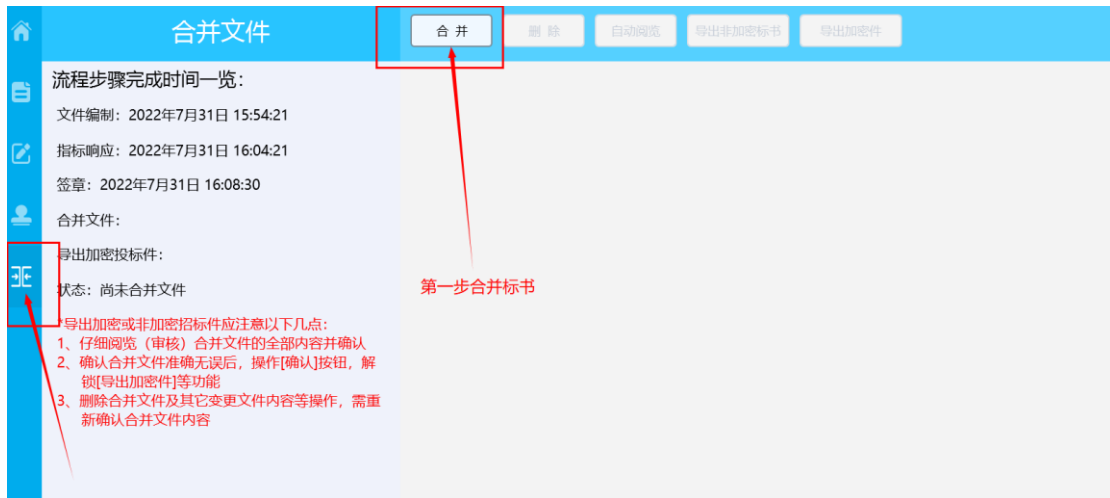 合并文件
合 并
删 除
自动阅览
导出非加密标书
导出加密件
流程步骤完成时间一览：
文件编制：2022年7月31日 15:54:21
指标响应：2022年7月31日 16:04:21
签章：2022年7月31日 16:08:30
合并文件：
导出加密投标件：
状态：尚未合并文件
第一步合并标书
*导出加密或非加密招标件应注意以下几点：
1、仔细阅览（审核）合并文件的全部内容并确认
2、确认合并文件准确无误后，操作[确认]按钮，解
锁[导出加密件]等功能
3、删除合并文件及其它变更文件内容等操作，需重
新确认合并文件内容